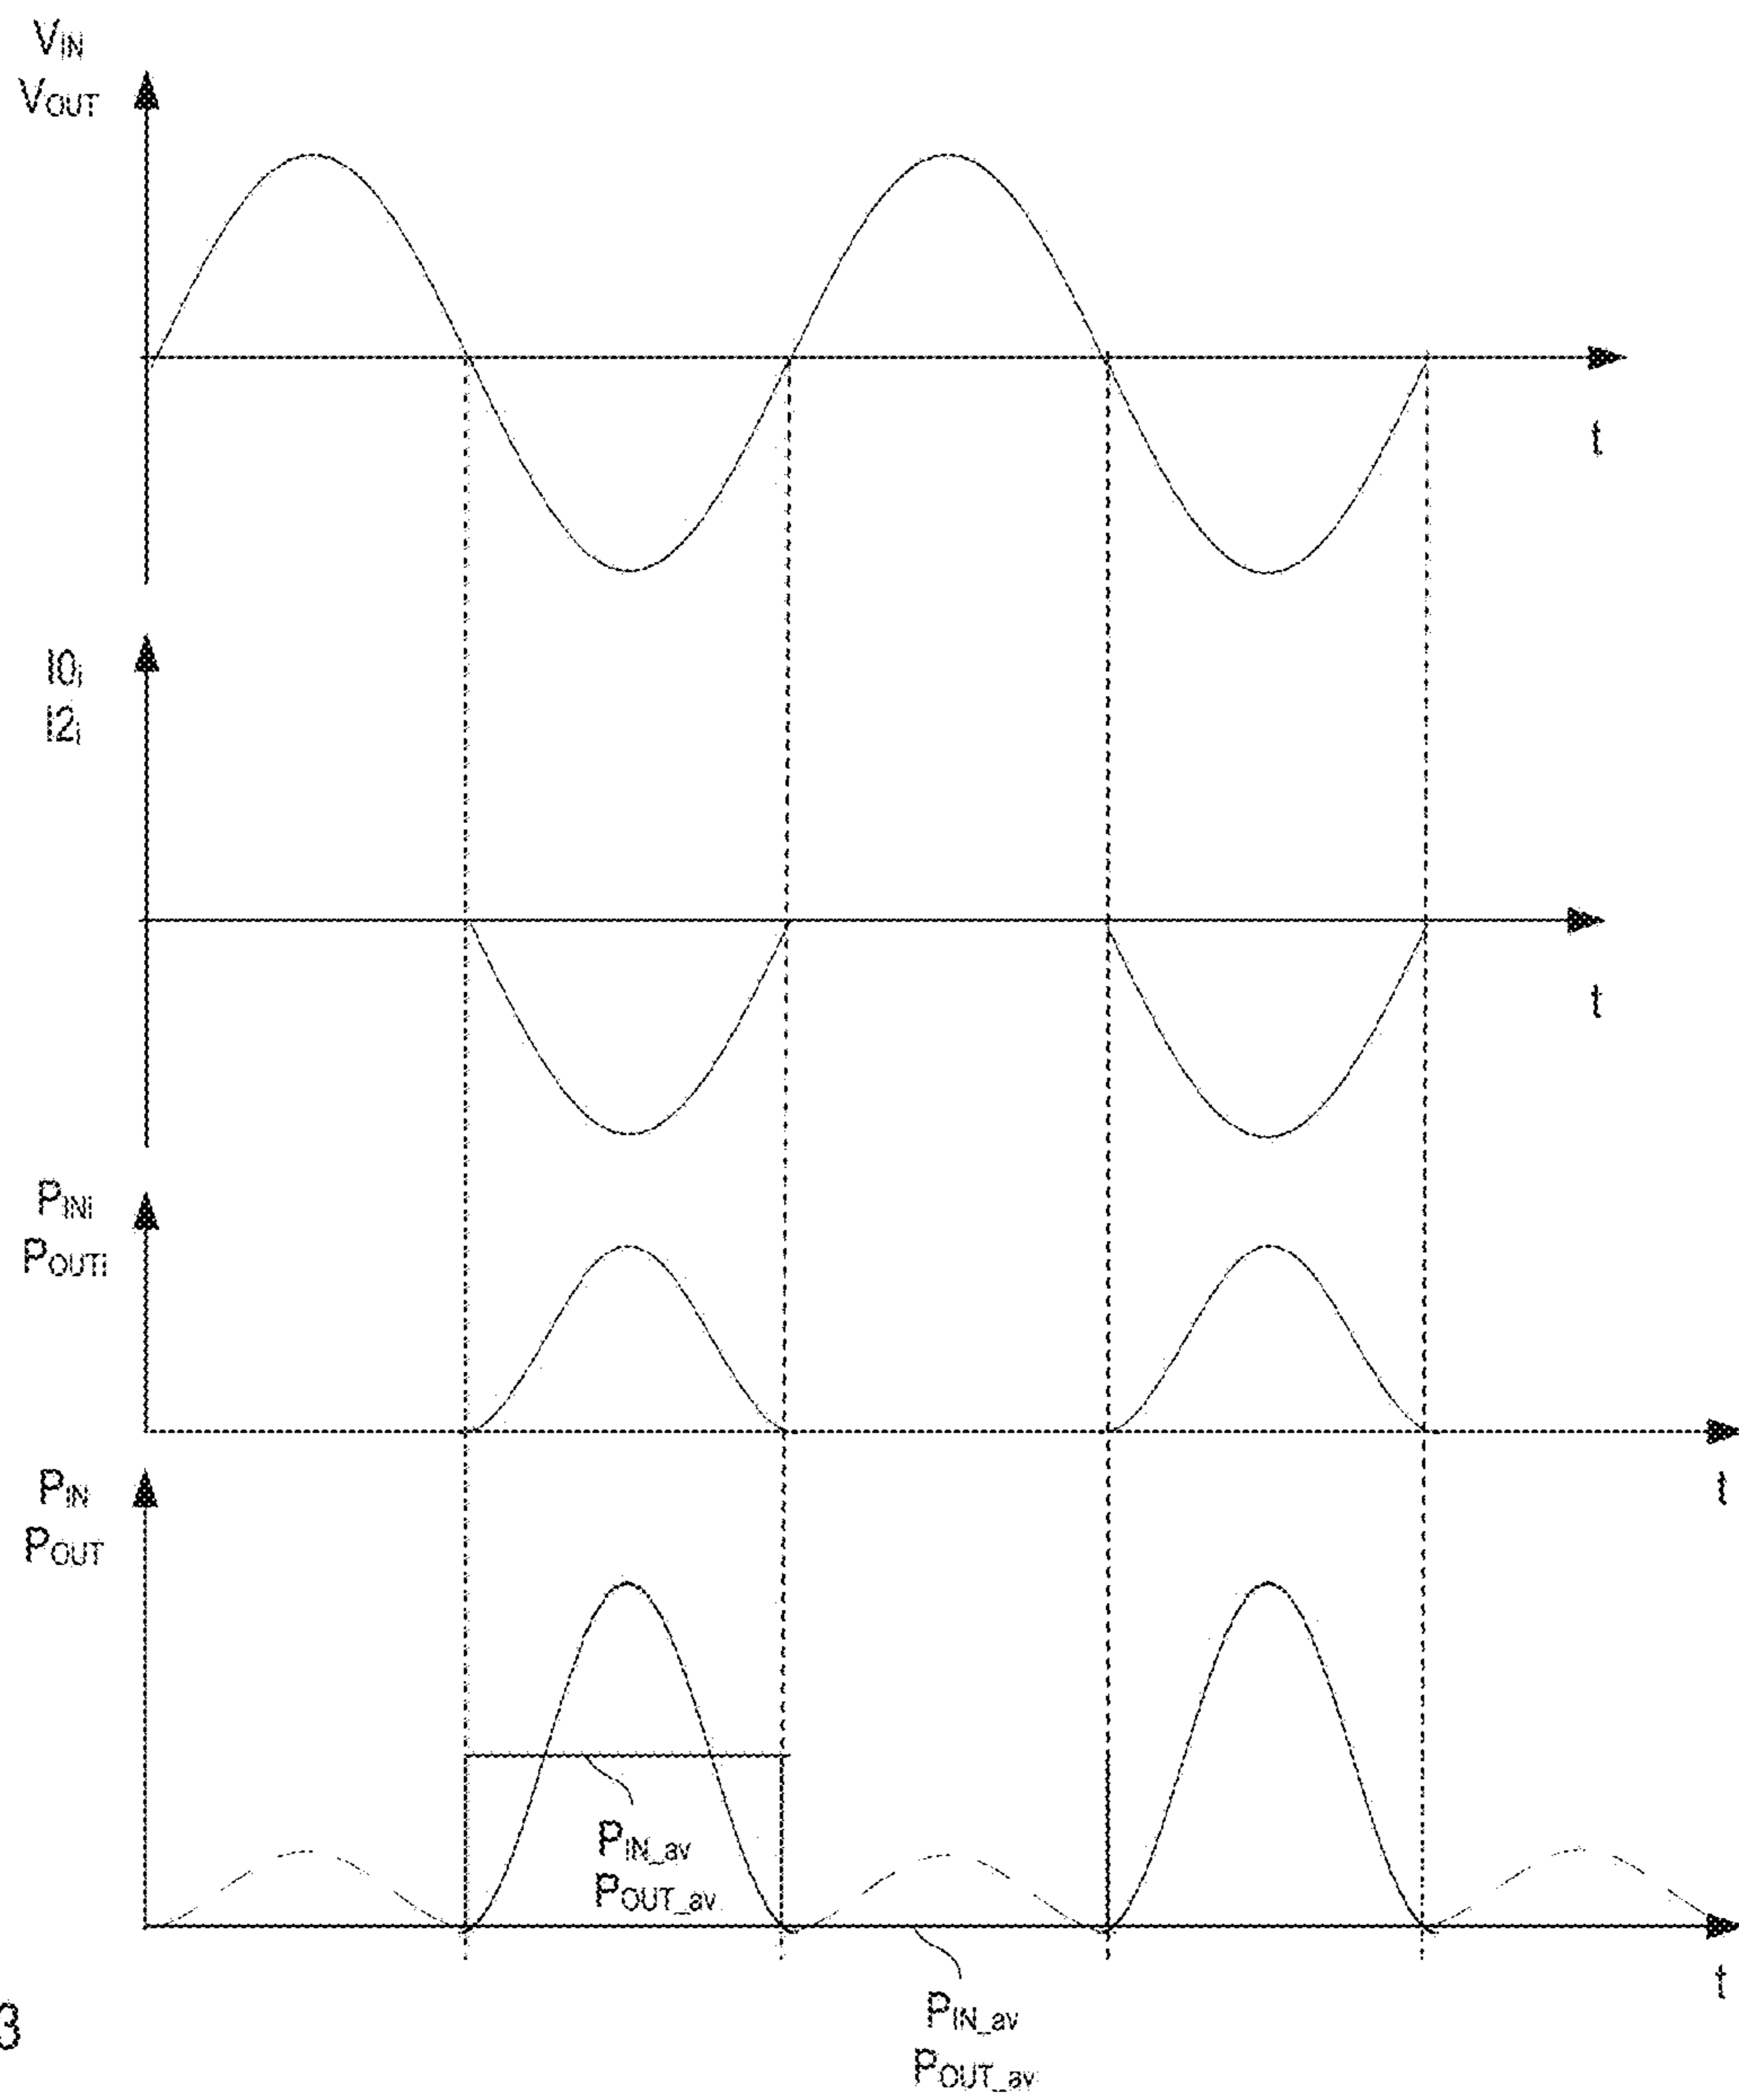 VIN
VOUT
t
I0i
I2i
t
PINi
POUTi
t
PIN
POUT
PIN_av
POUT_av
t
PIN_av
POUT_av
3